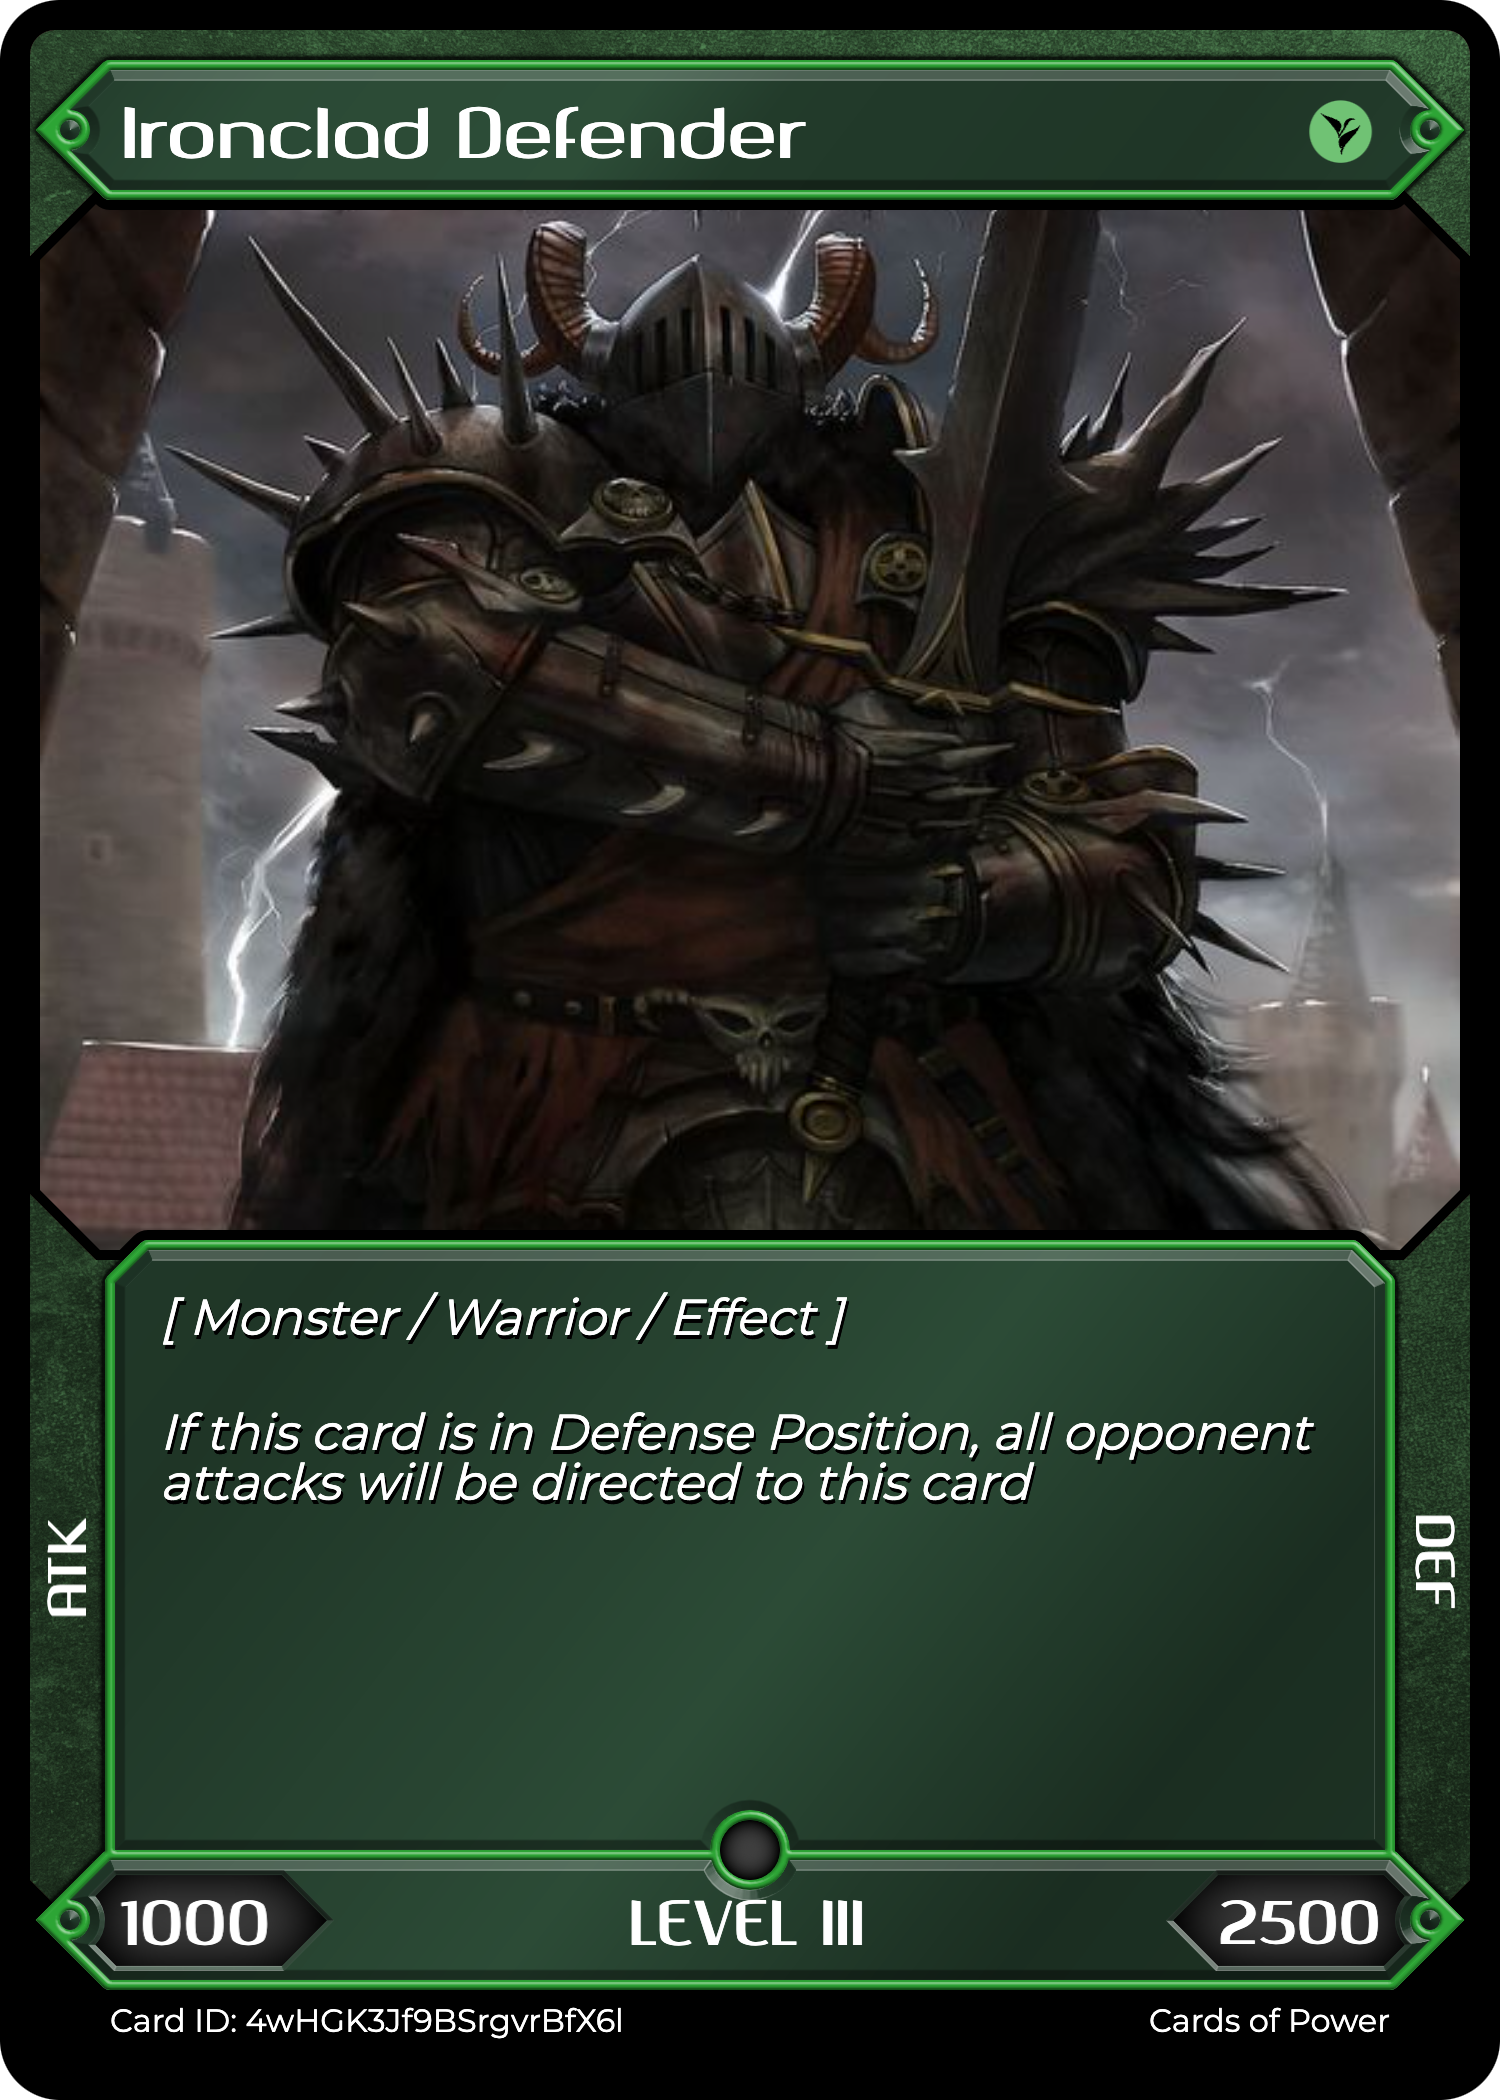 Ironclad Defender
[ Monster / Warrior / Effect ]
If this card is in Defense Position, all opponent
attacks will be directed to this card
ATK
DEF
1000
LEVEL III
2500
Card ID: 4wHGK3Jf9BSrgvrBfX6l
Cards of Power